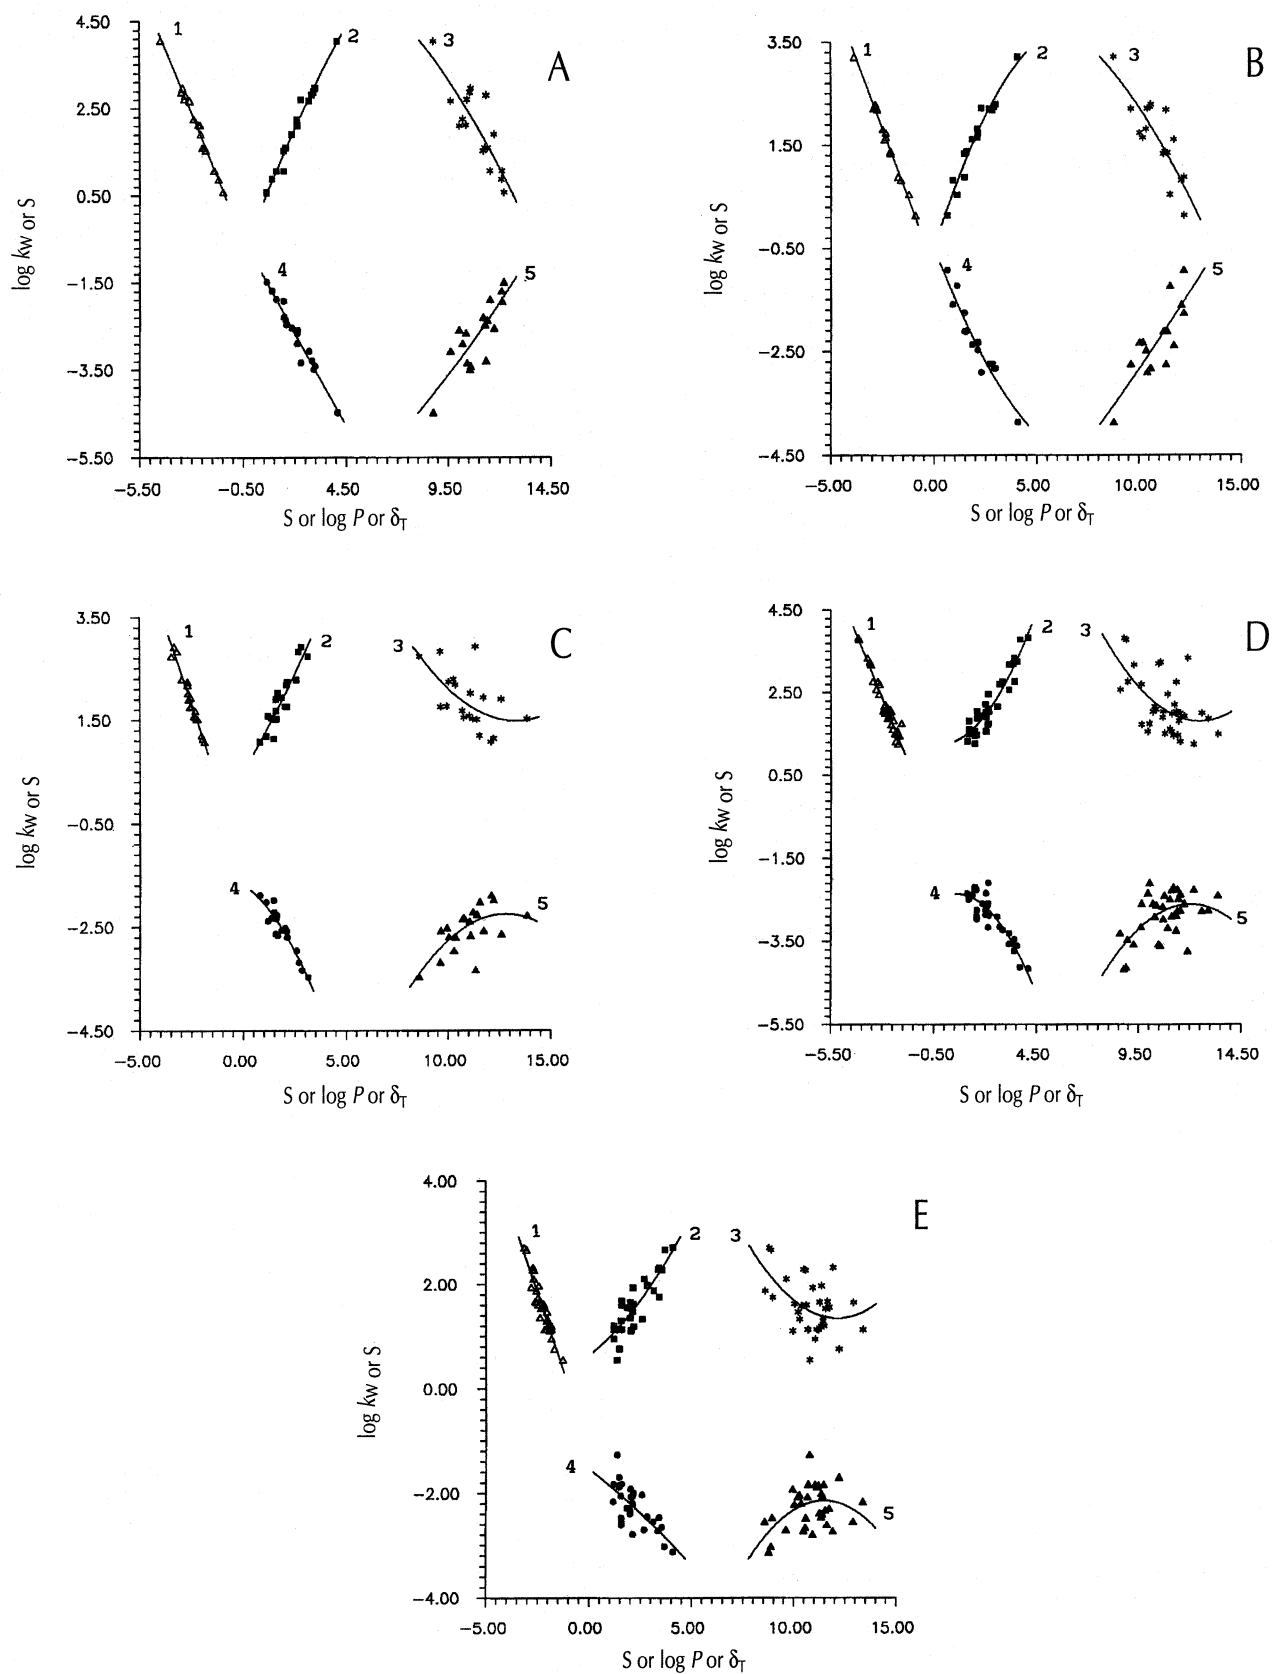 4.50 1 2 3 A
2.50
0.50
−1.50 4 5
−3.50
−5.50
log kw or S
−5.50 −0.50 4.50 9.50 14.50
S or log P or δT
3.50 1 2 3 B
1.50
−0.50
4 5
−2.50
−4.50
log kw or S
−5.00 0.00 5.00 10.00 15.00
S or log P or δT
3.50 1 2 3 C
1.50
−0.50
4 5
−2.50
−4.50
log kw or S
−5.00 0.00 5.00 10.00 15.00
S or log P or δT
4.50 1 2 3 D
2.50
0.50
−1.50
4 5
−3.50
−5.50
log kw or S
−5.50 −0.50 4.50 9.50 14.50
S or log P or δT
4.00 1 2 3 E
2.00
0.00
4
−2.00 5
−4.00
log kw or S
−5.00 0.00 5.00 10.00 15.00
S or log P or δT